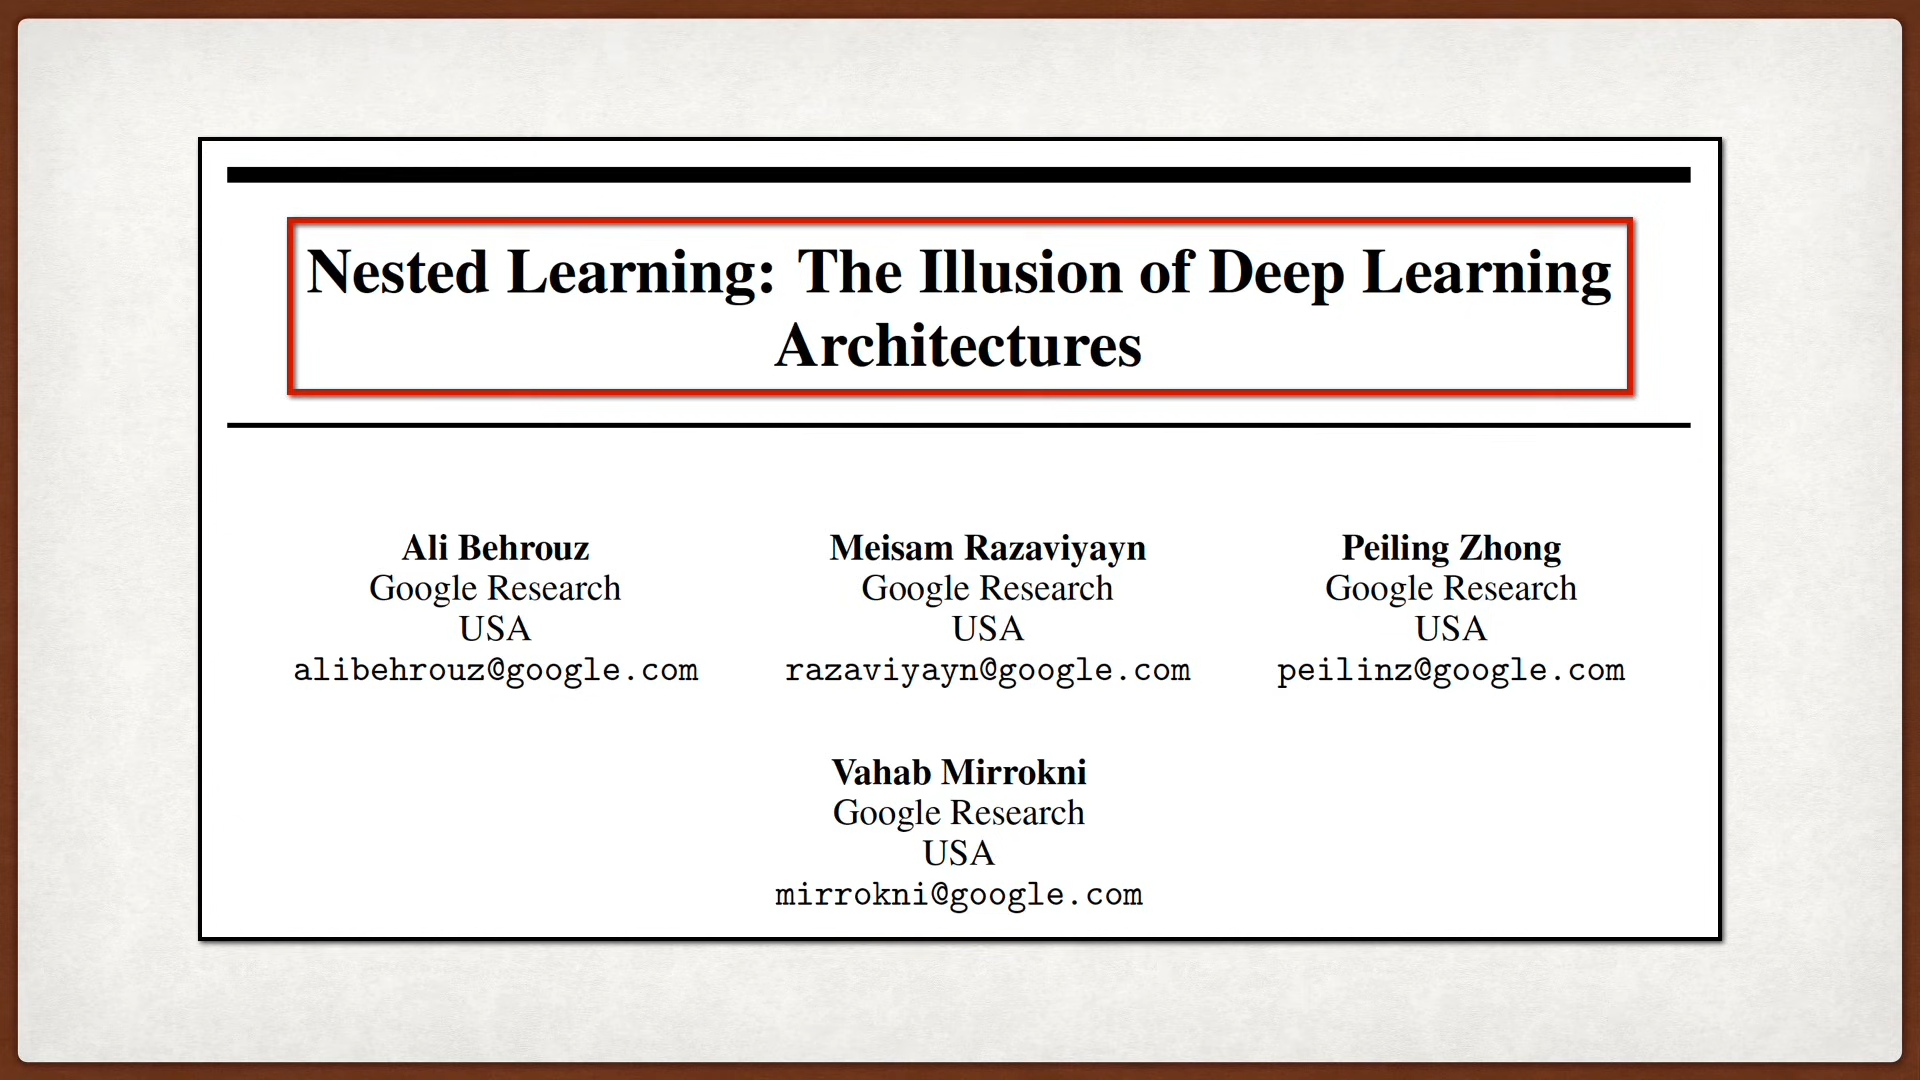 Nested Learning: The Illusion of Deep Learning
Architectures
Ali Behrouz
Google Research
USA
alibehrouz@google.com
Meisam Razaviyayn
Google Research
USA
razaviyayn@google.com
Peiling Zhong
Google Research
USA
peilinz@google.com
Vahab Mirrokni
Google Research
USA
mirrokni@google.com